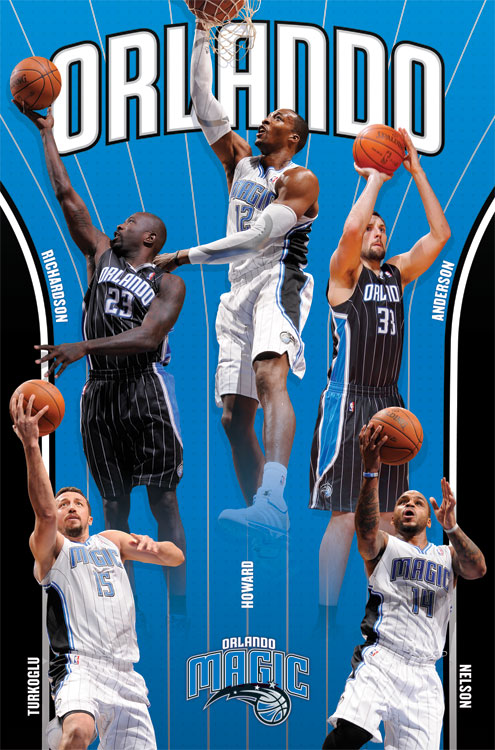 ORLANDO
MAGIC
12
RICHARDSON
ORLANDO
23
ANDERSON
ORLANDO
33
HOWARD
MAGIC
15
TURKOGLU
MAGIC
14
NELSON
ORLANDO
MAGIC